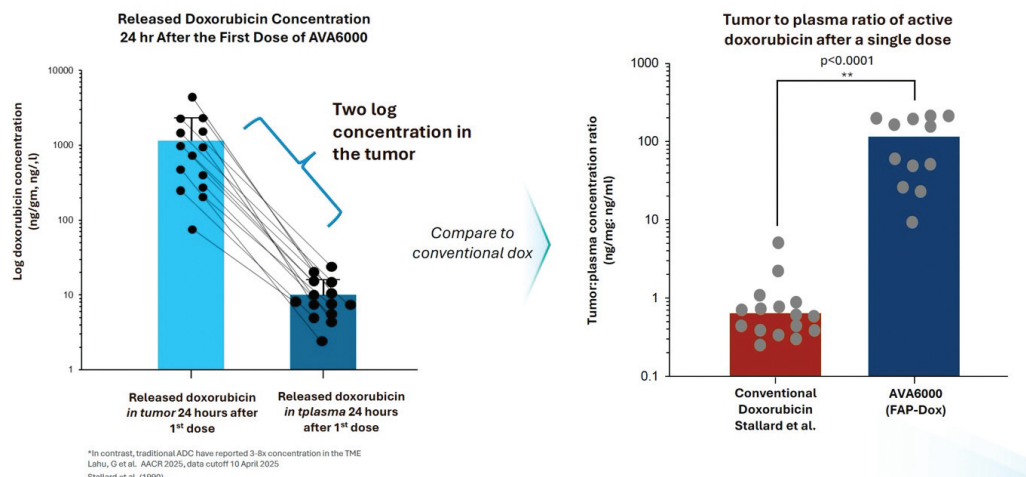 Released Doxorubicin Concentration
24 hr After the First Dose of AVA6000
Log doxorubicin concentration
(ng/gm, ng/.l)
10000
1000
100
10
1
Two log
concentration in
the tumor
Released doxorubicin
in tumor 24 hours after
1st dose
Released doxorubicin
in tplasma 24 hours
after 1st dose
*In contrast, traditional ADC have reported 3-8x concentration in the TME
Lahu, G et al. AACR 2025, data cutoff 10 April 2025
Stallard et al. (1990)
Compare to
conventional dox
Tumor to plasma ratio of active
doxorubicin after a single dose
p<0.0001
**
Tumor:plasma concentration ratio
(ng/mg: ng/ml)
1000
100
10
1
0.1
Conventional
Doxorubicin
Stallard et al.
AVA6000
(FAP-Dox)